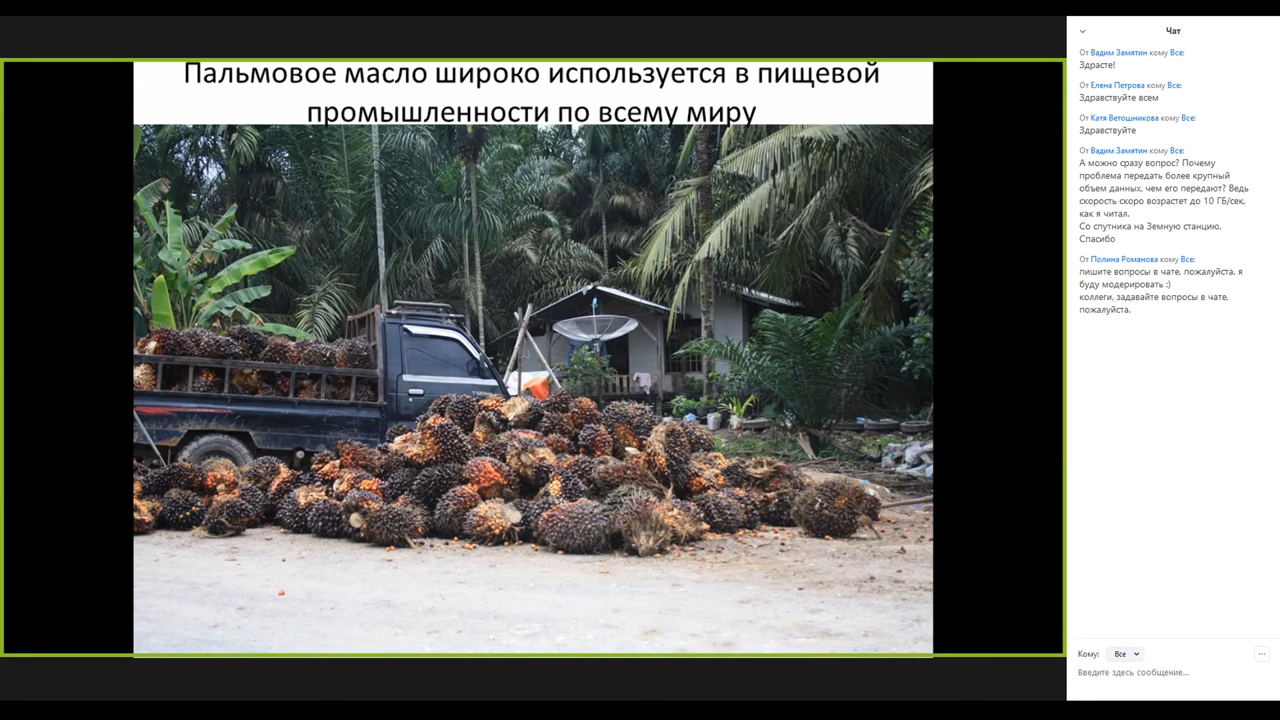 Пальмовое масло широко используется в пищевой
промышленности по всему миру
Чат
От Вадим Замятин кому Все:
Здрасте!
От Елена Петрова кому Все:
Здравствуйте всем
От Катя Ветошникова кому Все:
Здравствуйте
От Вадим Замятин кому Все:
А можно сразу вопрос? Почему
проблема передать более крупный
объем данных, чем его передают? Ведь
скорость скоро возрастет до 10 ГБ/сек,
как я читал.
Со спутника на Земную станцию.
Спасибо
От Полина Романова кому Все:
пишите вопросы в чате, пожалуйста. я
буду модерировать :)
коллеги, задавайте вопросы в чате,
пожалуйста.
Кому: Все
Введите здесь сообщение...